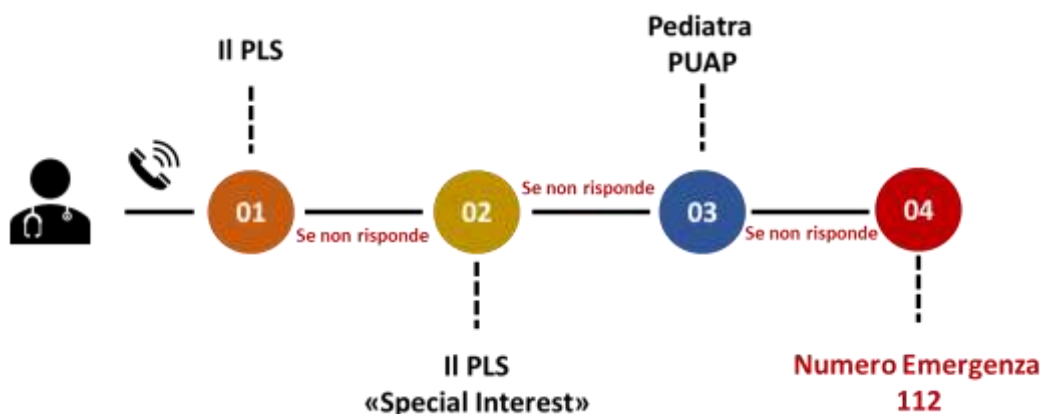 Il PLS
Pediatra
PUAP
01
Se non risponde
02
Se non risponde
03
Se non risponde
04
Il PLS
«Special Interest»
Numero Emergenza
112